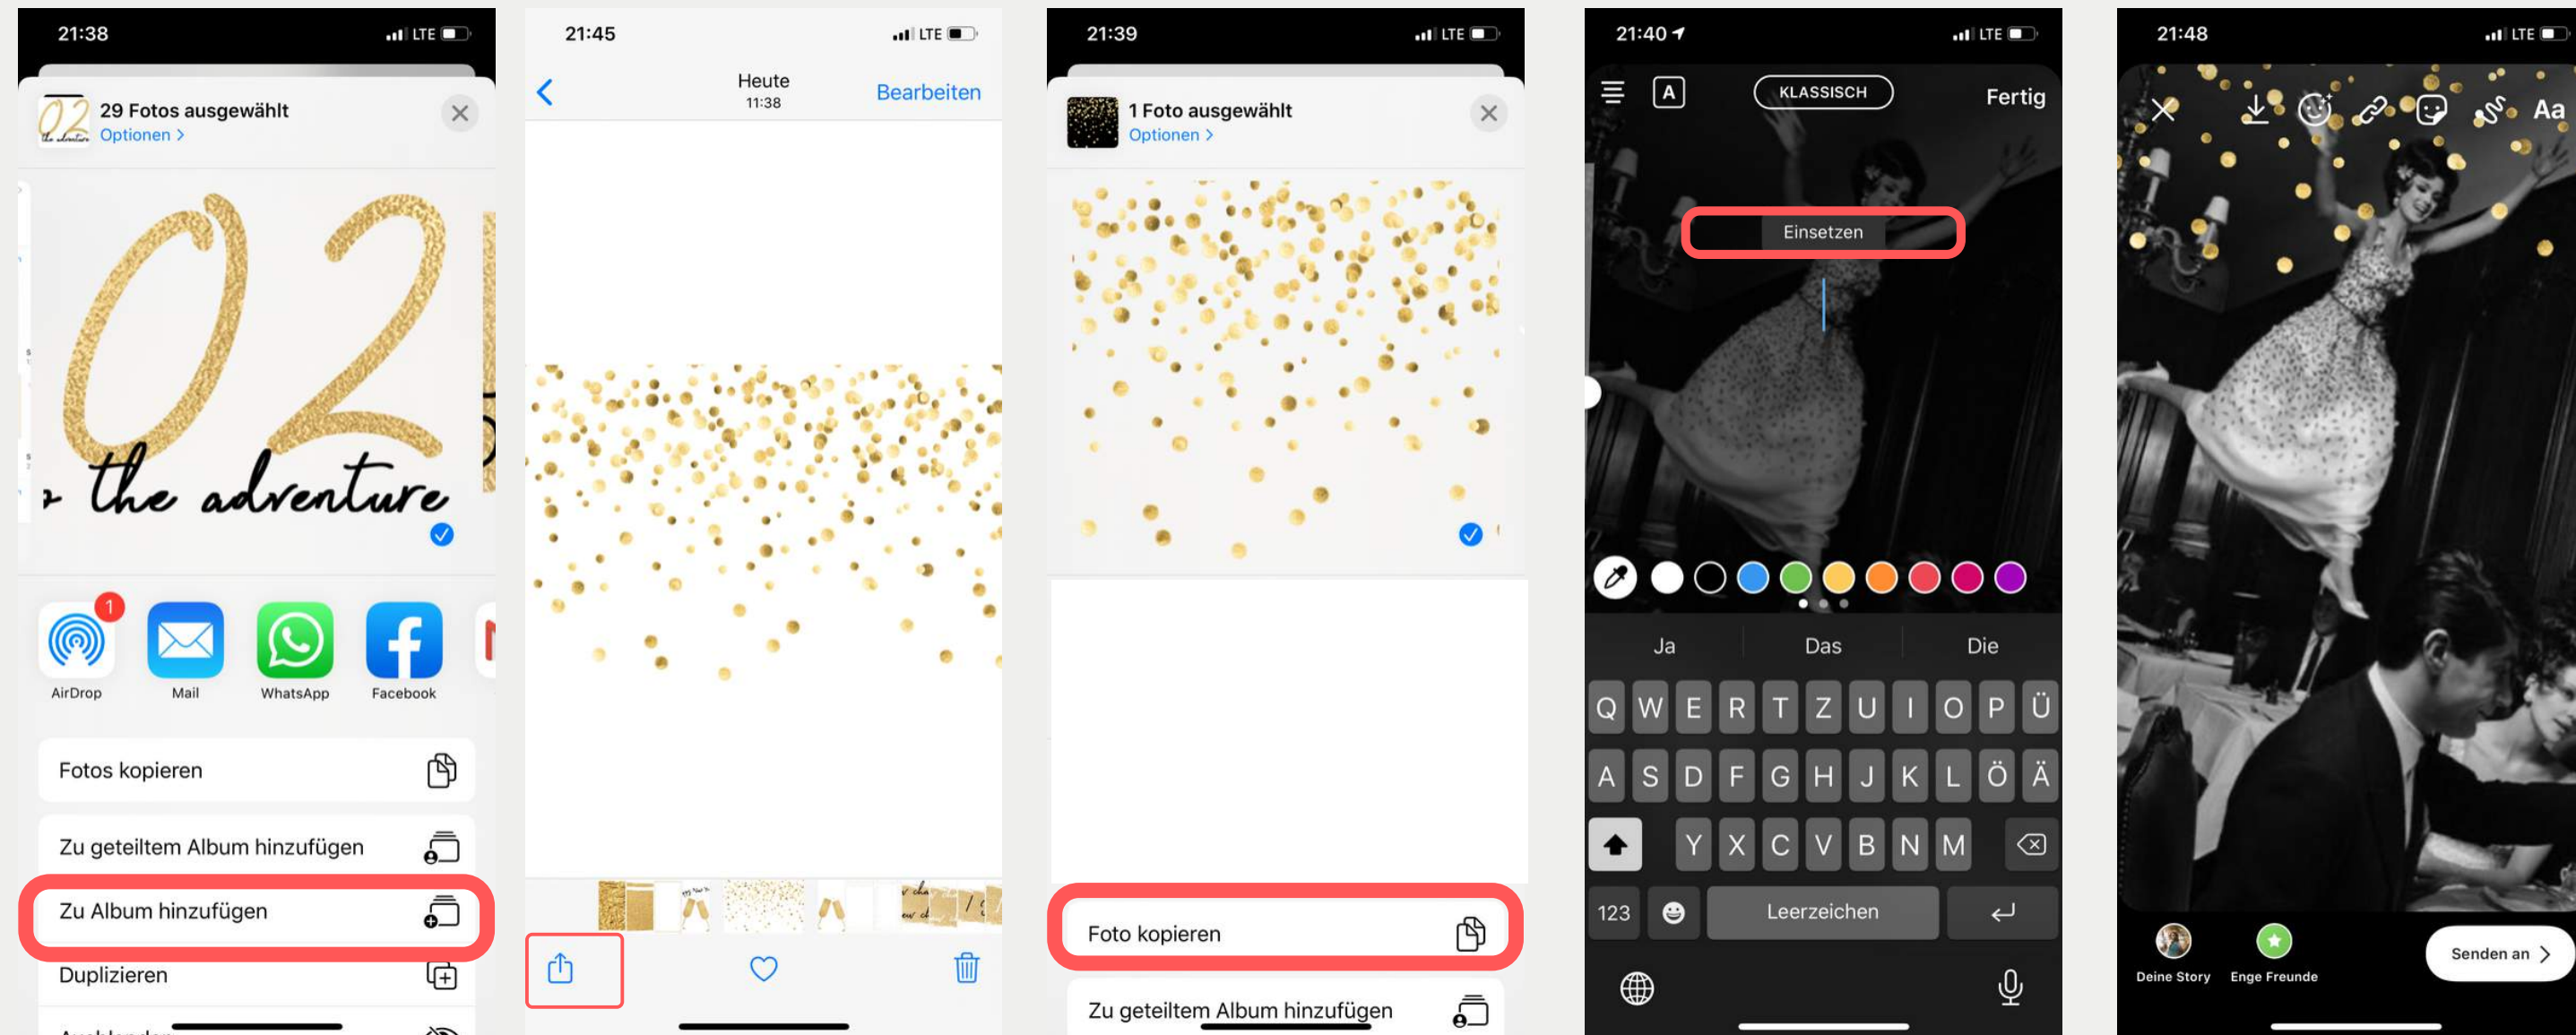 21:38
LTE
29 Fotos ausgewählt
Optionen >
02
the adventure
1
AirDrop
Mail
WhatsApp
Facebook
Fotos kopieren
Zu geteiltem Album hinzufügen
Zu Album hinzufügen
Duplizieren
21:45
LTE
Heute
11:38
Bearbeiten
21:39
LTE
1 Foto ausgewählt
Optionen >
Foto kopieren
Zu geteiltem Album hinzufügen
21:40
LTE
A
KLASSISCH
Fertig
Einsetzen
Ja Das Die
Q W E R T Z U I O P Ü
A S D F G H J K L Ö Ä
Y X C V B N M
123 Leerzeichen
21:48
LTE
Aa
Deine Story
Enge Freunde
Senden an >